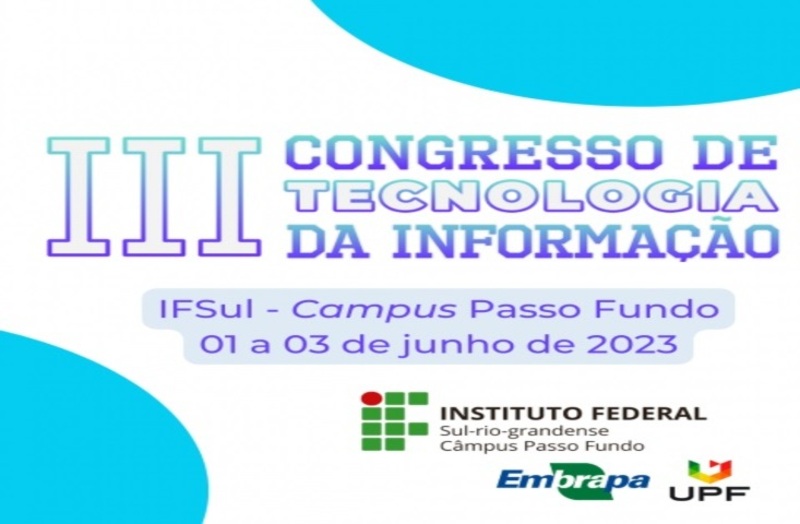 III
CONGRESSO DE
TECNOLOGIA
DA INFORMAÇÃO
IFSul - Campus Passo Fundo
01 a 03 de junho de 2023
INSTITUTO FEDERAL
Sul-rio-grandense
Câmpus Passo Fundo
Embrapa
UPF